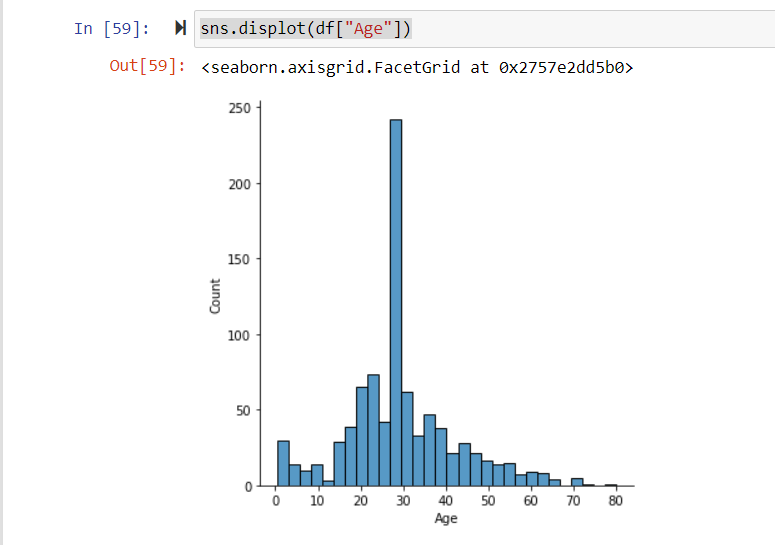 In [59]: sns.displot(df["Age"])
Out[59]: <seaborn.axisgrid.FacetGrid at 0x2757e2dd5b0>
250
200
150
100
50
0
Count
0 10 20 30 40 50 60 70 80
Age